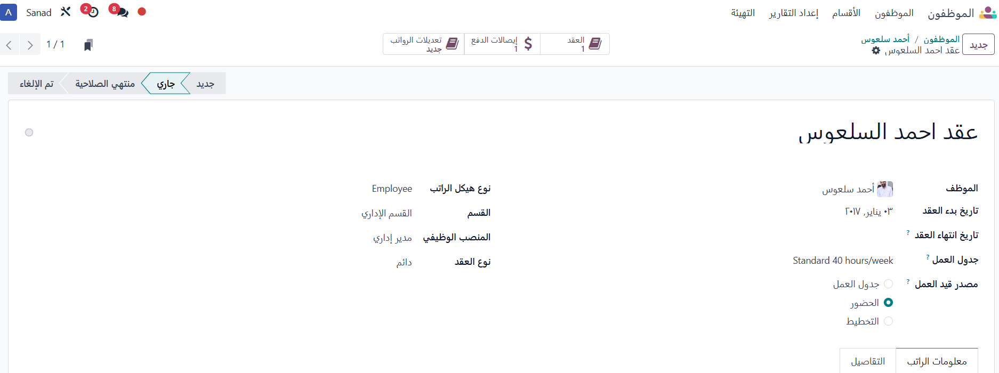 الموظفون الموظفون الأقسام إعداد التقارير التهيئة
8 2 Sanad A
جديد
الموظفون / أحمد سلعوس
عقد احمد السلعوس
العقد
1
إيصالات الدفع
1
تعديلات الرواتب
جديد
1 / 1
جديد جاري منتهي الصلاحية تم الإلغاء
عقد احمد السلعوس
الموظف أحمد سلعوس
تاريخ بدء العقد ٠٣ يناير, ٢٠١٧
تاريخ انتهاء العقد ?
جدول العمل ? Standard 40 hours/week
مصدر قيد العمل ? جدول العمل
الحضور
التخطيط
نوع هيكل الراتب Employee
القسم القسم الإداري
المنصب الوظيفي مدير إداري
نوع العقد دائم
معلومات الراتب التفاصيل